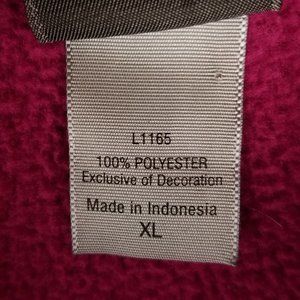 L1165
100% POLYESTER
Exclusive of Decoration
Made in Indonesia
XL